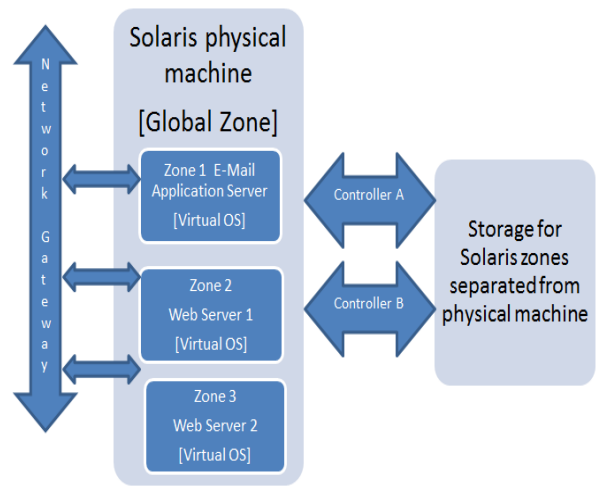 Network Gateway
Solaris physical
machine
[Global Zone]
Zone 1 E-Mail
Application Server
[Virtual OS]
Zone 2
Web Server 1
[Virtual OS]
Zone 3
Web Server 2
[Virtual OS]
Controller A
Controller B
Storage for
Solaris zones
separated from
physical machine